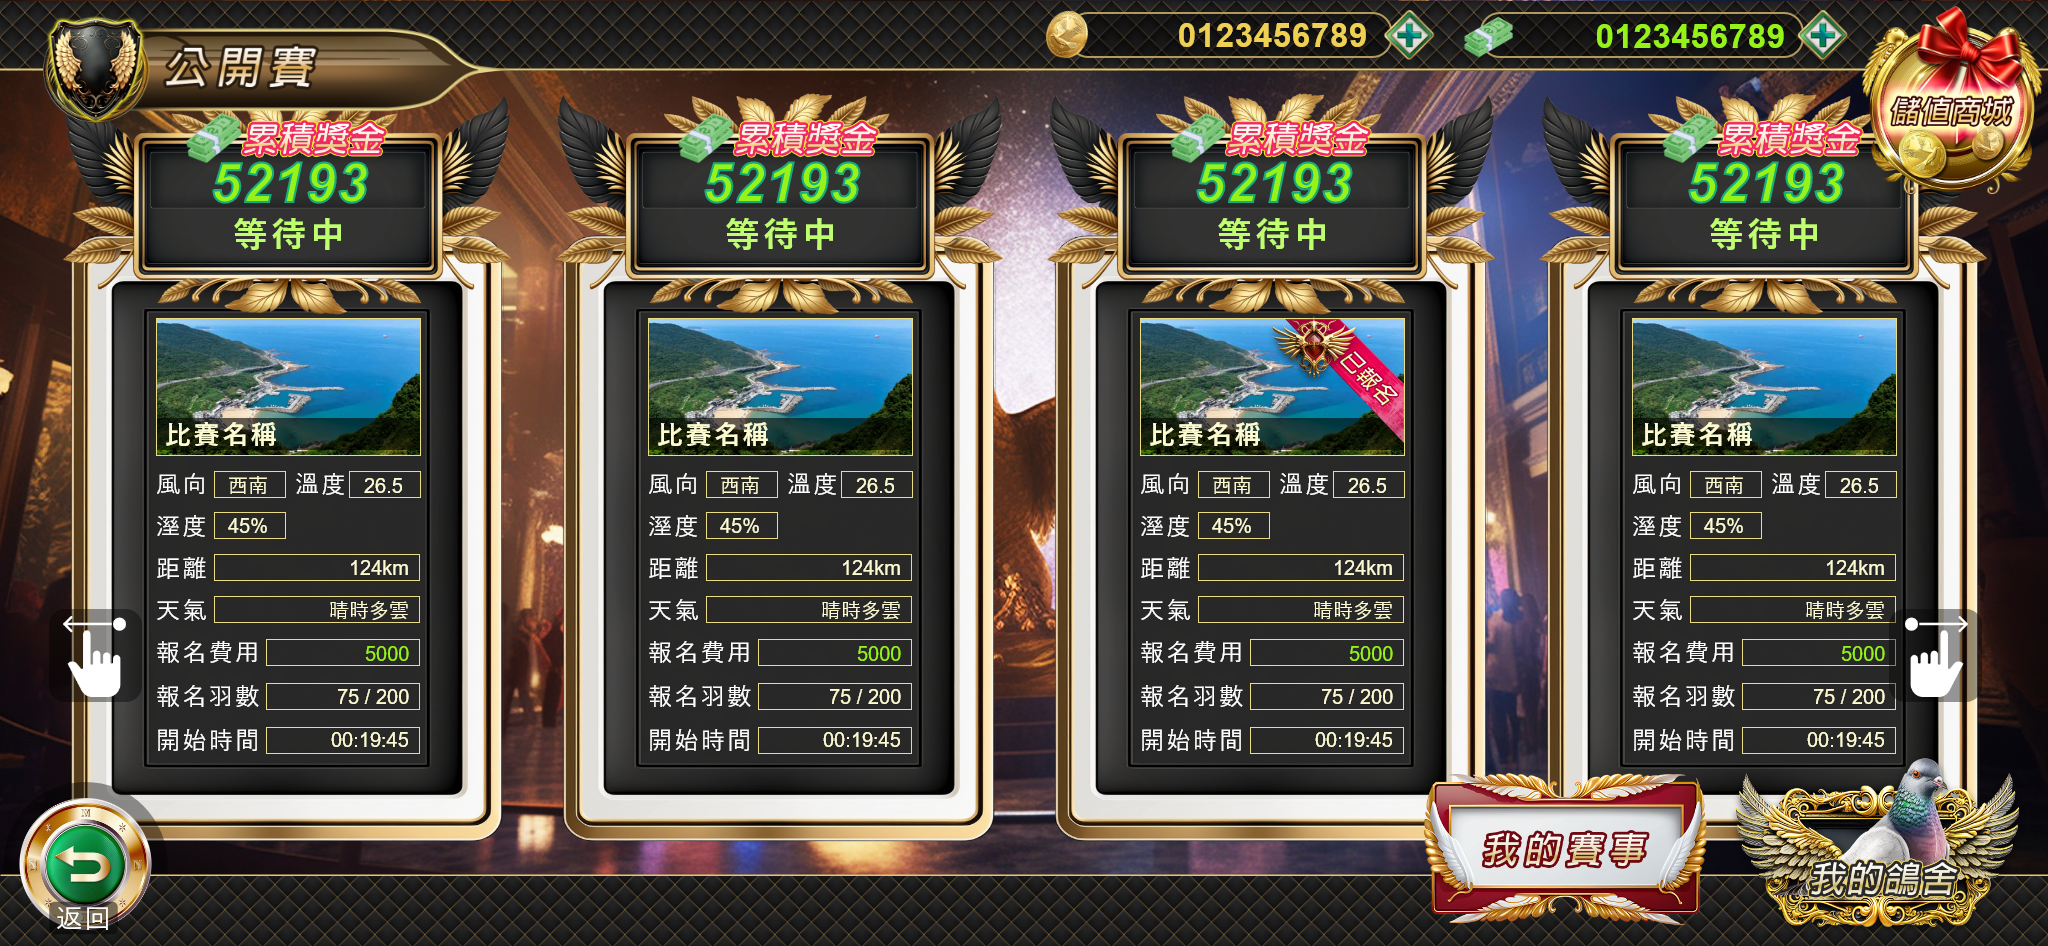 公開賽
0123456789
0123456789
儲值商城
累積獎金
52193
等待中
比賽名稱
風向 西南 溫度 26.5
溼度 45%
距離 124km
天氣 晴時多雲
報名費用 5000
報名羽數 75 / 200
開始時間 00:19:45
累積獎金
52193
等待中
比賽名稱
風向 西南 溫度 26.5
溼度 45%
距離 124km
天氣 晴時多雲
報名費用 5000
報名羽數 75 / 200
開始時間 00:19:45
累積獎金
52193
等待中
已報名
比賽名稱
風向 西南 溫度 26.5
溼度 45%
距離 124km
天氣 晴時多雲
報名費用 5000
報名羽數 75 / 200
開始時間 00:19:45
累積獎金
52193
等待中
比賽名稱
風向 西南 溫度 26.5
溼度 45%
距離 124km
天氣 晴時多雲
報名費用 5000
報名羽數 75 / 200
開始時間 00:19:45
返回
我的賽事
我的鴿舍